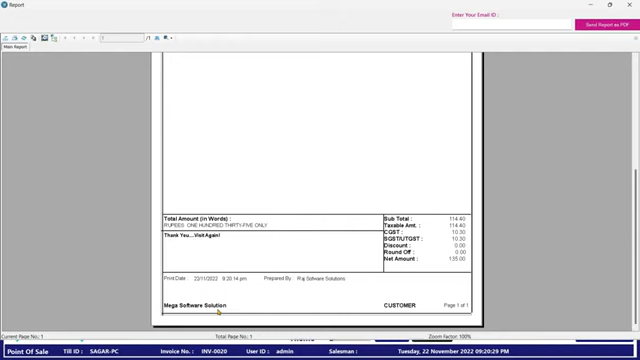 Report
Enter Your Email ID :
Send Report as PDF
/1
Main Report
Total Amount (in Words) :
RUPEES ONE HUNDRED THIRTY-FIVE ONLY
Thank You...Visit Again!
Sub Total : 114.40
Taxable Amt. : 114.40
CGST : 10.30
SGST/UTGST : 10.30
Discount : 0.00
Round Off : 0.00
Net Amount : 135.00
Print Date : 22/11/2022 9:20:14 pm Prepared By : Raj Software Solutions
Mega Software Solution CUSTOMER Page 1 of 1
Current Page No.: 1 Total Page No.: 1 Zoom Factor: 100%
Point Of Sale Till ID : SAGAR-PC Invoice No. : INV-0020 User ID : admin Salesman : Tuesday, 22 November 2022 09:20:29 PM